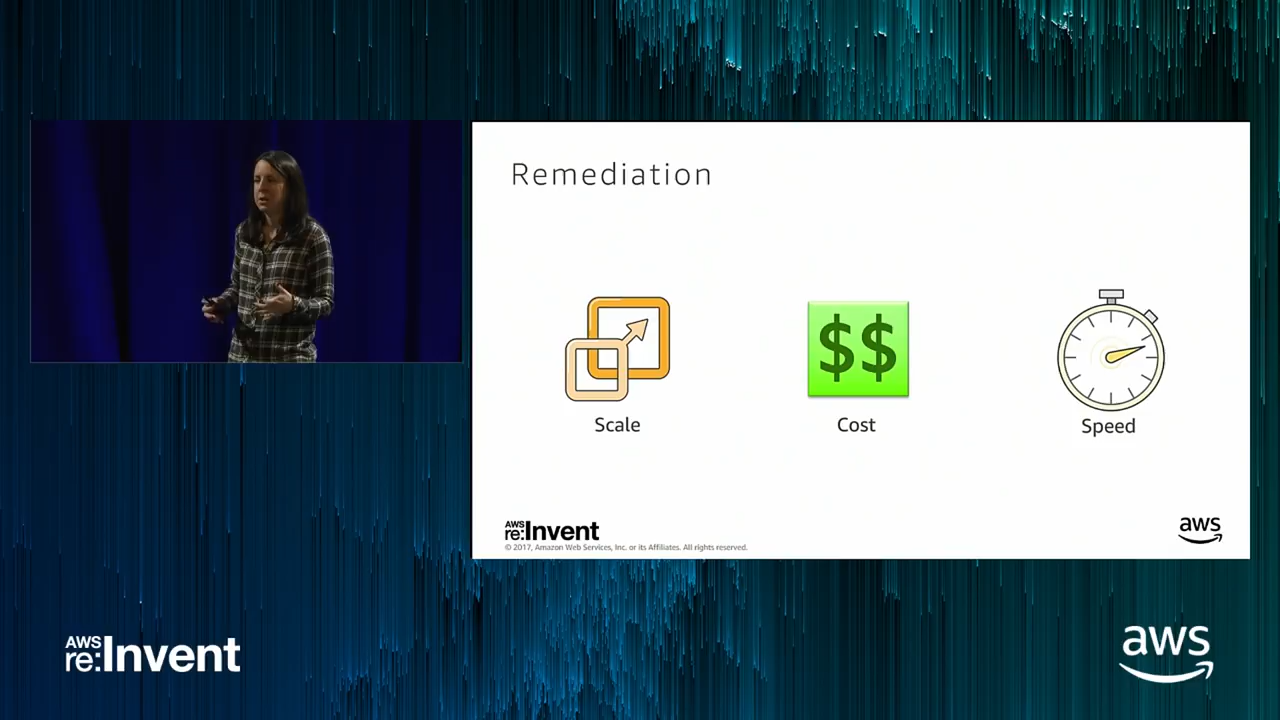 Remediation
$$
Scale
Cost
Speed
AWS
re:Invent
© 2017, Amazon Web Services, Inc. or its Affiliates. All rights reserved.
aws
AWS
re:Invent
aws